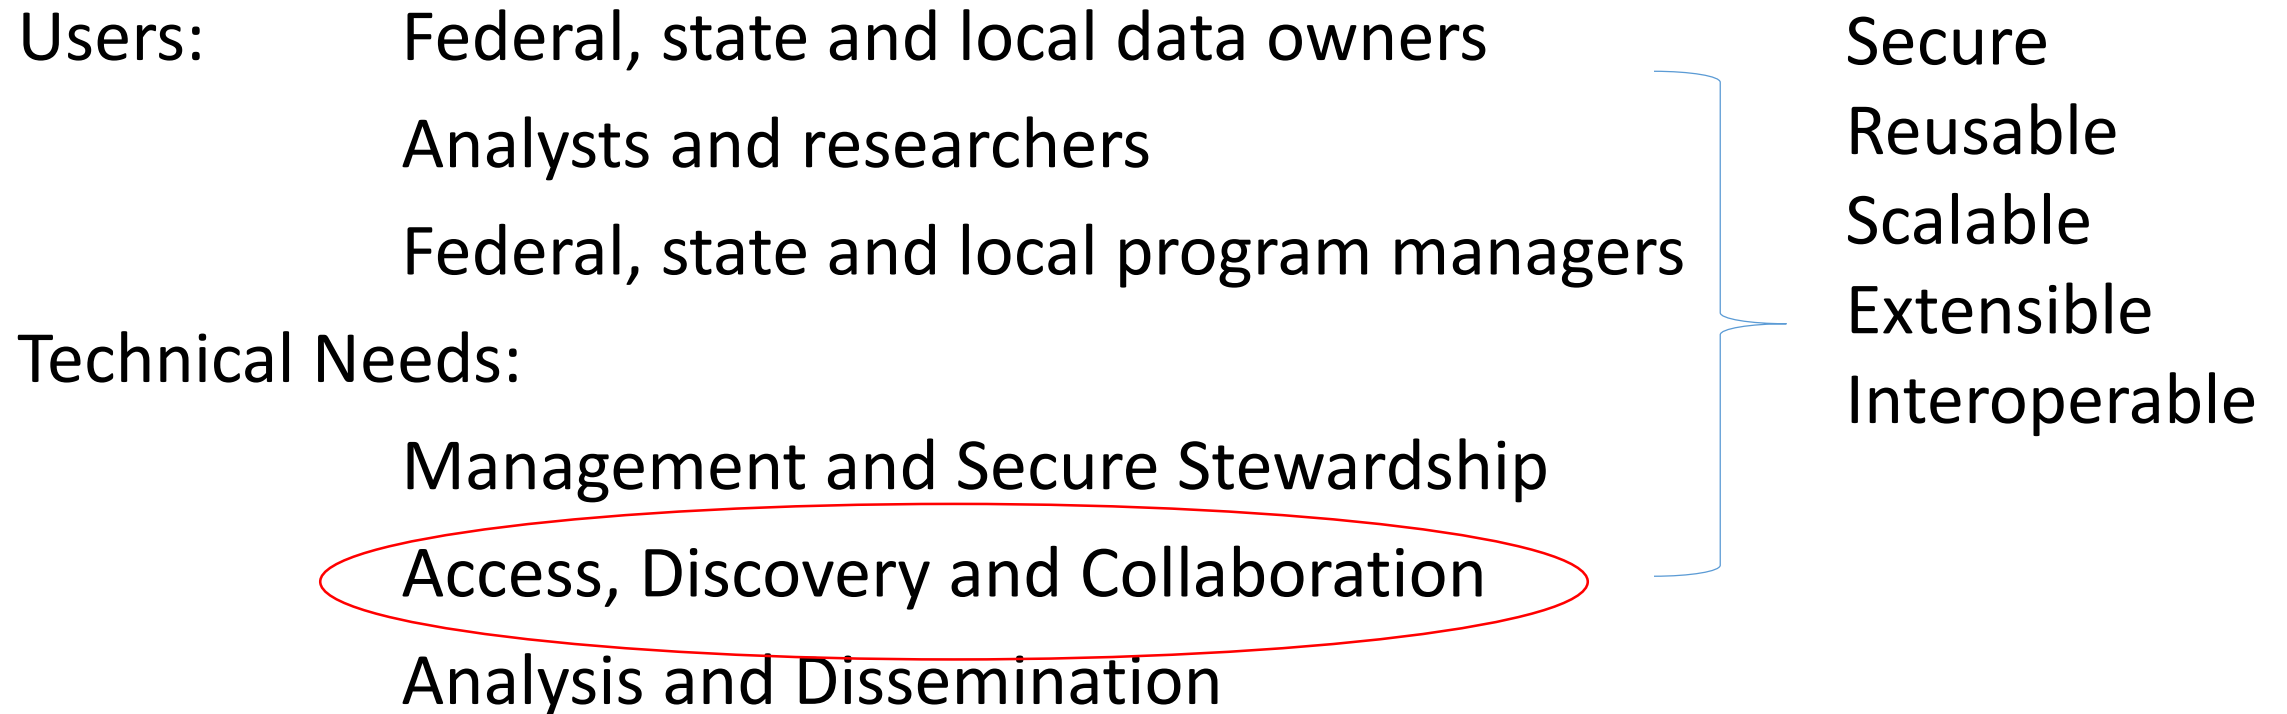 Users: Federal, state and local data owners
Analysts and researchers
Federal, state and local program managers
Technical Needs:
Management and Secure Stewardship
Access, Discovery and Collaboration
Analysis and Dissemination
Secure
Reusable
Scalable
Extensible
Interoperable